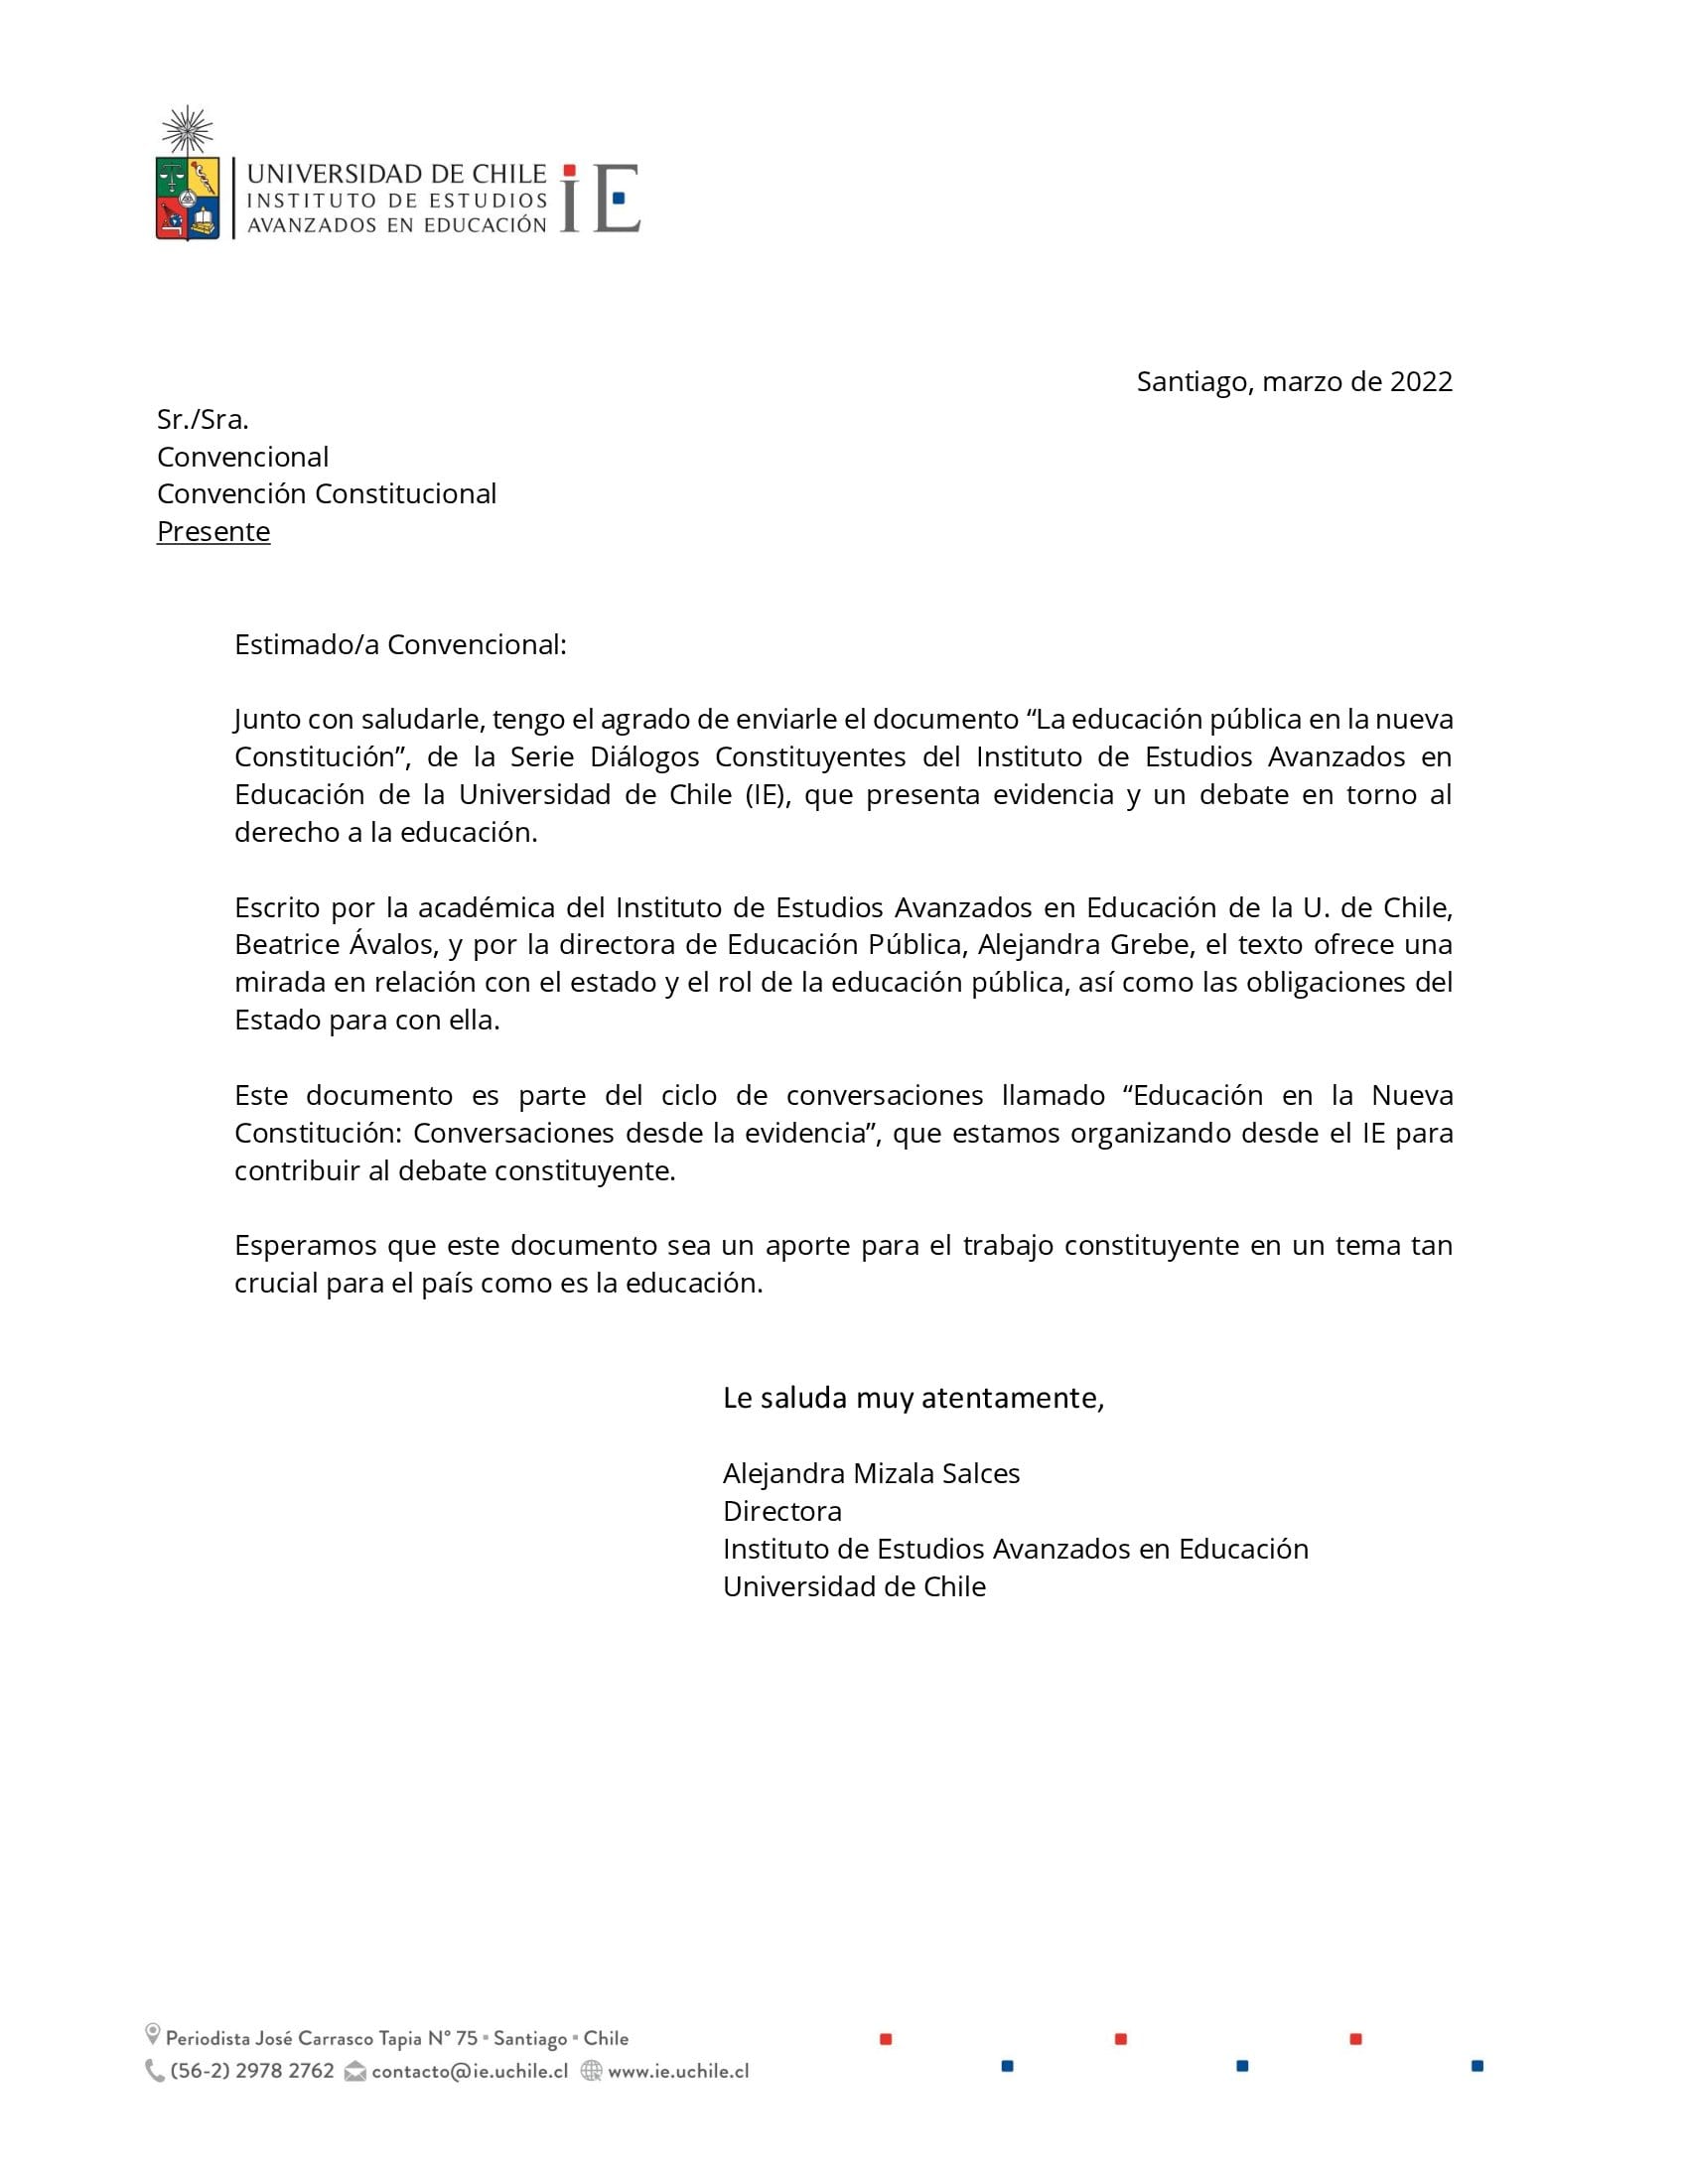 UNIVERSIDAD DE CHILE
INSTITUTO DE ESTUDIOS
AVANZADOS EN EDUCACIÓN
iE
Santiago, marzo de 2022
Sr./Sra.
Convencional
Convención Constitucional
Presente
Estimado/a Convencional:
Junto con saludarle, tengo el agrado de enviarle el documento “La educación pública en la nueva
Constitución”, de la Serie Diálogos Constituyentes del Instituto de Estudios Avanzados en
Educación de la Universidad de Chile (IE), que presenta evidencia y un debate en torno al
derecho a la educación.
Escrito por la académica del Instituto de Estudios Avanzados en Educación de la U. de Chile,
Beatrice Ávalos, y por la directora de Educación Pública, Alejandra Grebe, el texto ofrece una
mirada en relación con el estado y el rol de la educación pública, así como las obligaciones del
Estado para con ella.
Este documento es parte del ciclo de conversaciones llamado “Educación en la Nueva
Constitución: Conversaciones desde la evidencia”, que estamos organizando desde el IE para
contribuir al debate constituyente.
Esperamos que este documento sea un aporte para el trabajo constituyente en un tema tan
crucial para el país como es la educación.
Le saluda muy atentamente,
Alejandra Mizala Salces
Directora
Instituto de Estudios Avanzados en Educación
Universidad de Chile
Periodista José Carrasco Tapia N° 75 ▪ Santiago ▪ Chile
(56-2) 2978 2762 contacto@ie.uchile.cl www.ie.uchile.cl